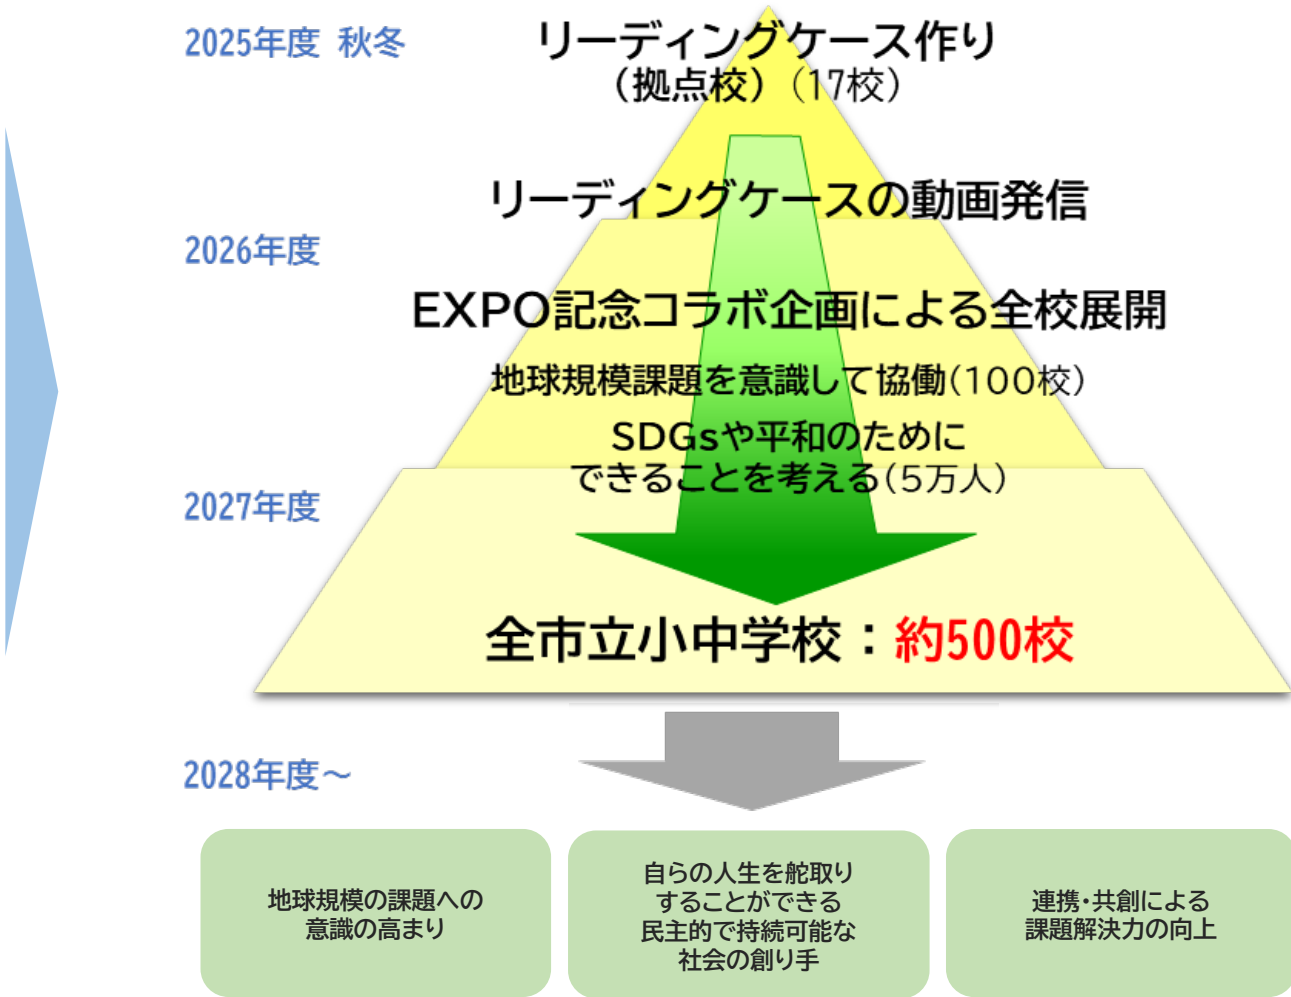 2025年度 秋冬
リーディングケース作り
（拠点校）（17校）
リーディングケースの動画発信
2026年度
EXPO記念コラボ企画による全校展開
地球規模課題を意識して協働（100校）
SDGsや平和のために
できることを考える（5万人）
2027年度
全市立小中学校：約500校
2028年度～
地球規模の課題への
意識の高まり
自らの人生を舵取り
することができる
民主的で持続可能な
社会の創り手
連携・共創による
課題解決力の向上